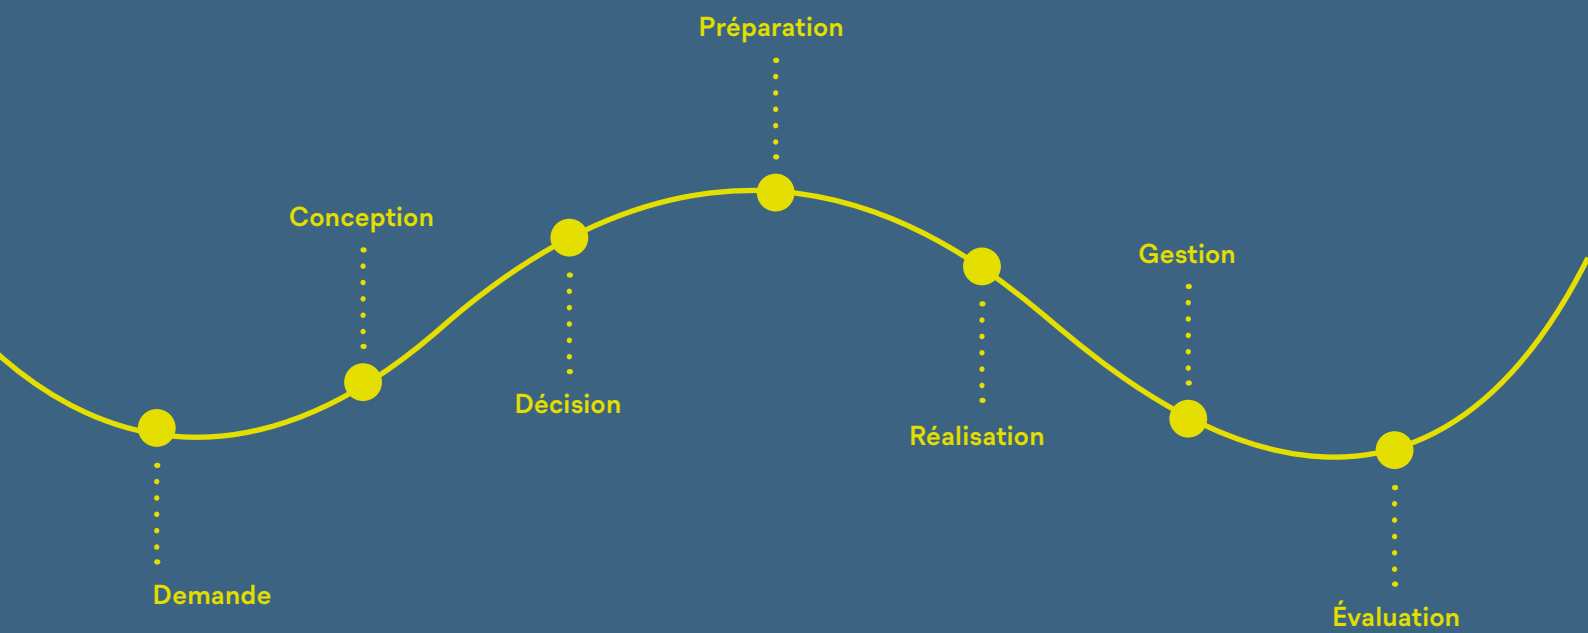 Demande
Conception
Décision
Préparation
Réalisation
Gestion
Évaluation